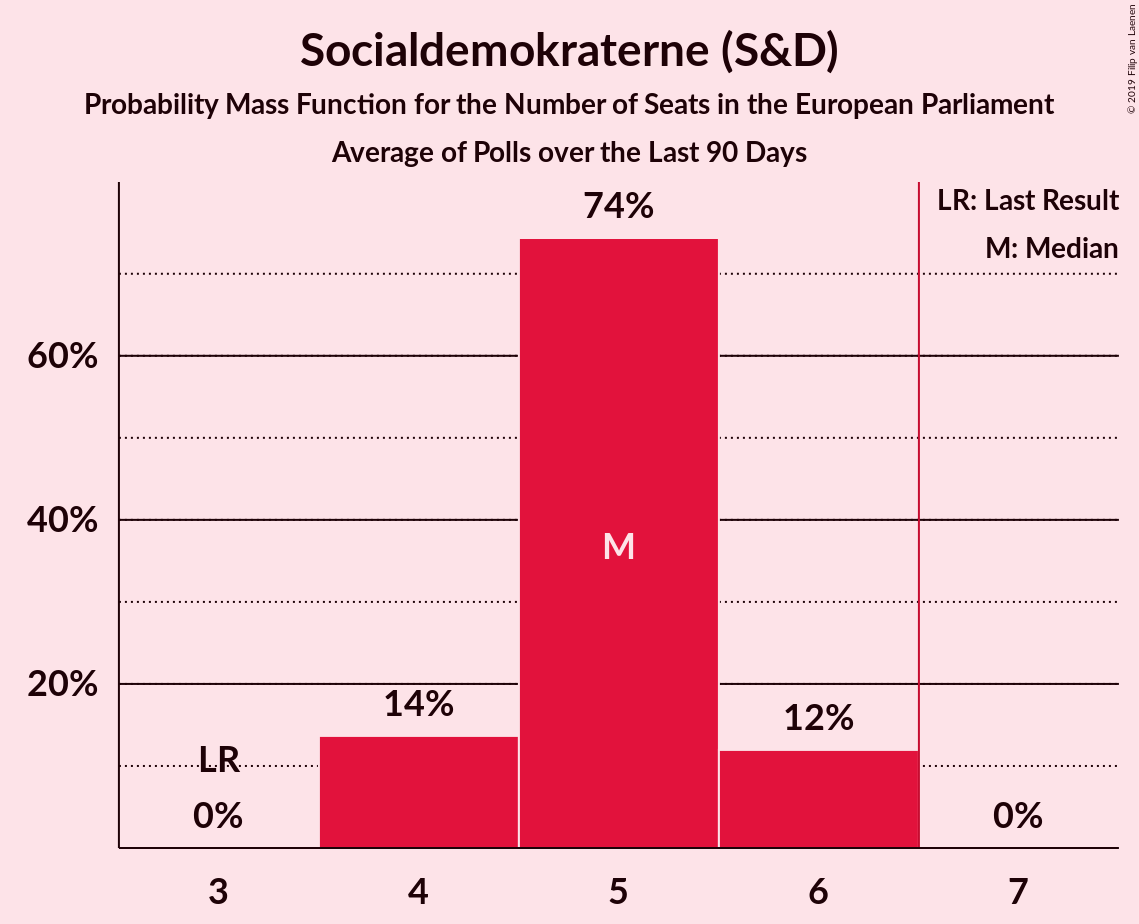 Socialdemokraterne (S&D)
Probability Mass Function for the Number of Seats in the European Parliament
Average of Polls over the Last 90 Days
© 2019 Filip van Laenen
LR: Last Result
M: Median
74%
60%
40%
M
20%
14%
12%
LR
0%
0%
3 4 5 6 7